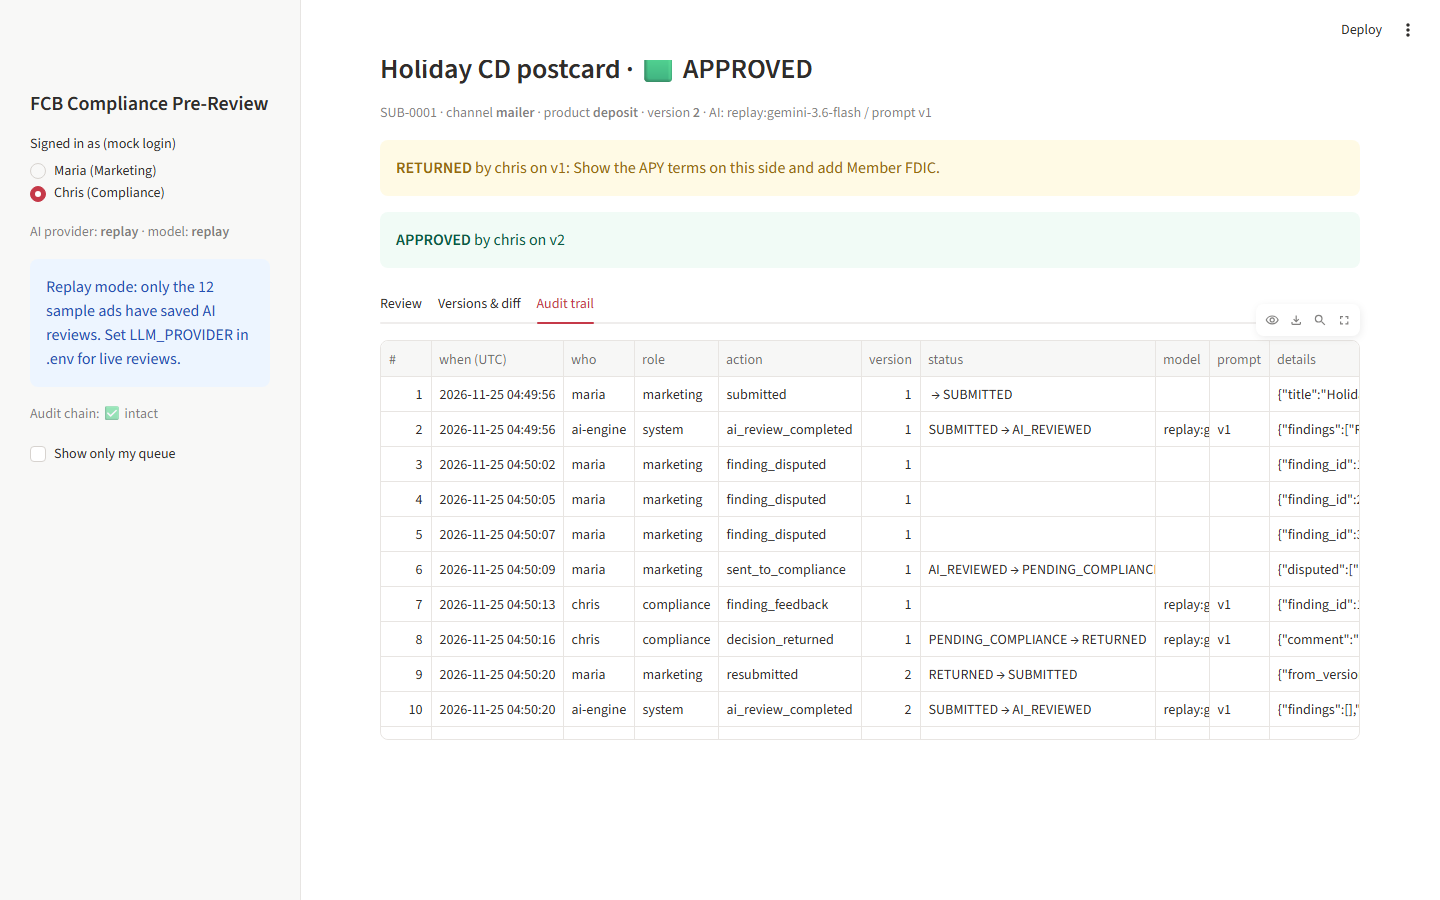 Deploy
FCB Compliance Pre-Review
Signed in as (mock login)
Maria (Marketing)
Chris (Compliance)
AI provider: replay · model: replay
Replay mode: only the 12
sample ads have saved AI
reviews. Set LLM_PROVIDER in
.env for live reviews.
Audit chain: ✅ intact
Show only my queue
Holiday CD postcard · 🟩 APPROVED
SUB-0001 · channel mailer · product deposit · version 2 · AI: replay:gemini-3.6-flash / prompt v1
RETURNED by chris on v1: Show the APY terms on this side and add Member FDIC.
APPROVED by chris on v2
Review Versions & diff Audit trail
# when (UTC) who role action version status model prompt details
1 2026-11-25 04:49:56 maria marketing submitted 1 → SUBMITTED {"title":"Holid
2 2026-11-25 04:49:56 ai-engine system ai_review_completed 1 SUBMITTED → AI_REVIEWED replay:g v1 {"findings":["F
3 2026-11-25 04:50:02 maria marketing finding_disputed 1 {"finding_id":
4 2026-11-25 04:50:05 maria marketing finding_disputed 1 {"finding_id":
5 2026-11-25 04:50:07 maria marketing finding_disputed 1 {"finding_id":
6 2026-11-25 04:50:09 maria marketing sent_to_compliance 1 AI_REVIEWED → PENDING_COMPLIANC {"disputed":["
7 2026-11-25 04:50:13 chris compliance finding_feedback 1 replay:g v1 {"finding_id":
8 2026-11-25 04:50:16 chris compliance decision_returned 1 PENDING_COMPLIANCE → RETURNED replay:g v1 {"comment":"
9 2026-11-25 04:50:20 maria marketing resubmitted 2 RETURNED → SUBMITTED {"from_versio
10 2026-11-25 04:50:20 ai-engine system ai_review_completed 2 SUBMITTED → AI_REVIEWED replay:g v1 {"findings":[],"